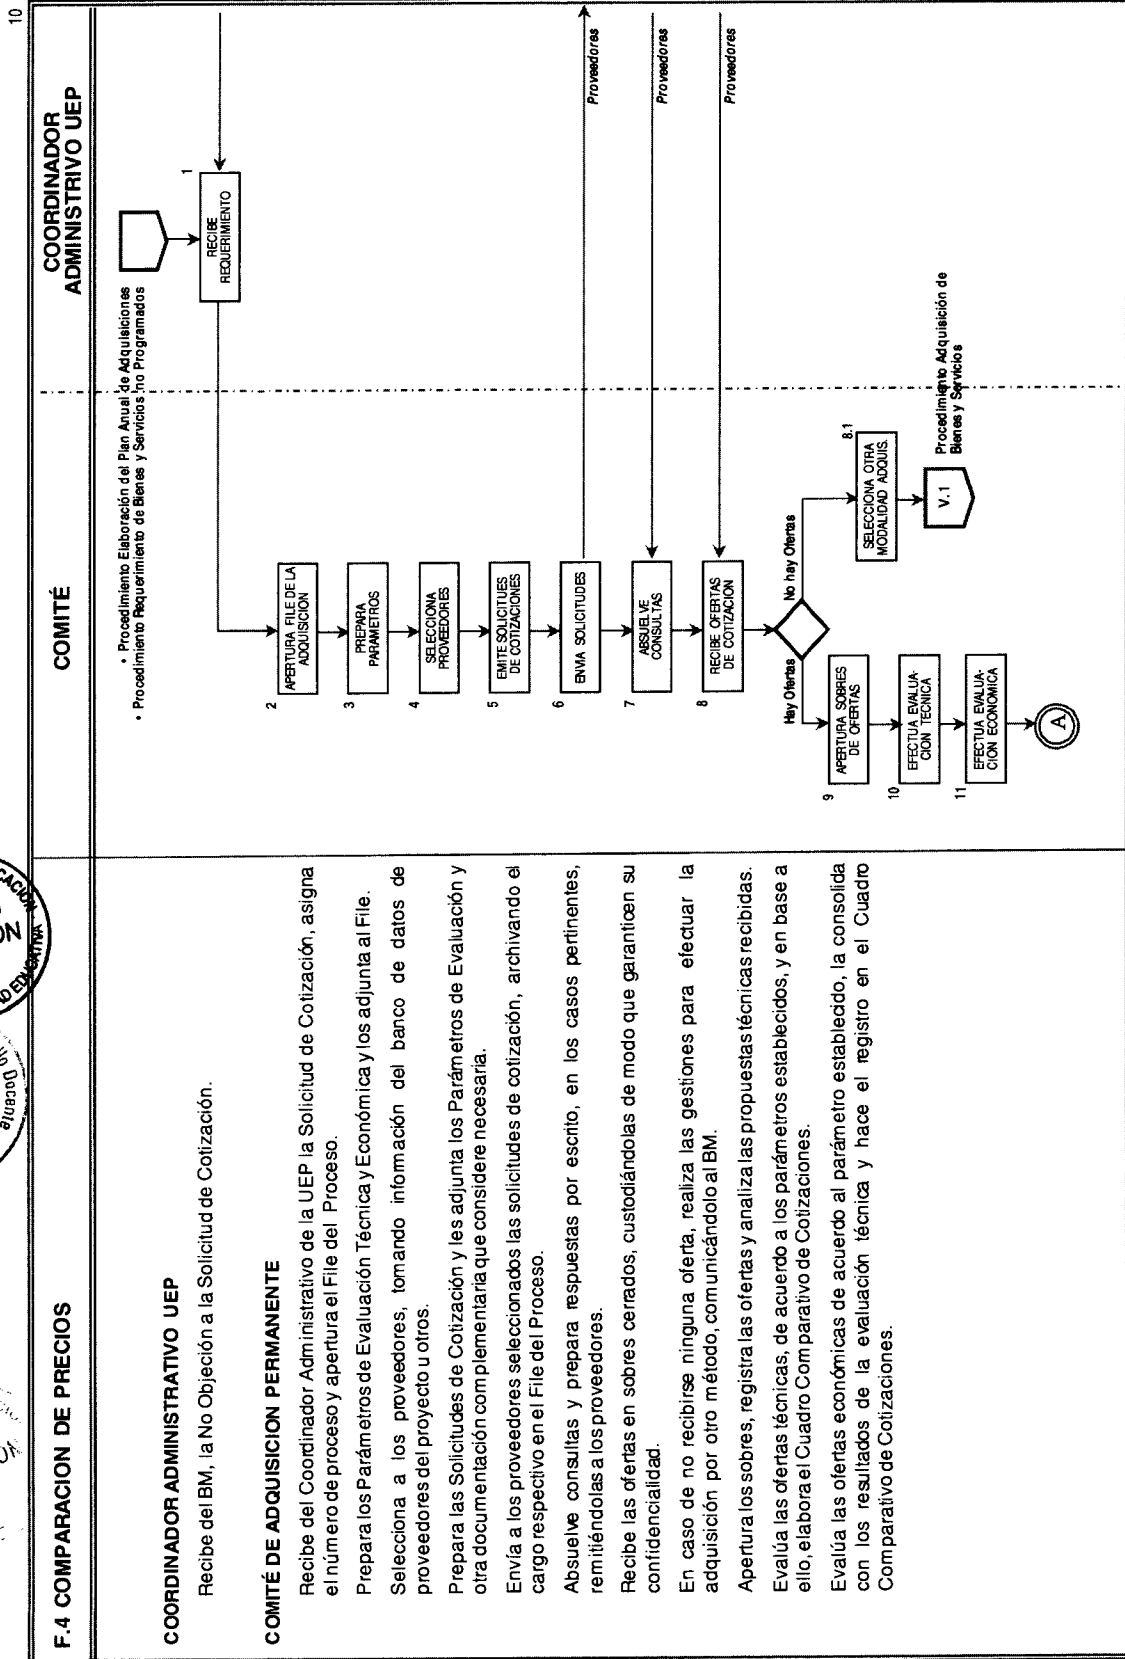 10
F.4 COMPARACION DE PRECIOS
COMITÉ
COORDINADOR
ADMINISTRIVO UEP
COORDINADOR ADMINISTRATIVO UEP
Recibe del BM, la No Objeción a la Solicitud de Cotización.
COMITÉ DE ADQUISICION PERMANENTE
Recibe del Coordinador Administrativo de la UEP la Solicitud de Cotización, asigna
el número de proceso y apertura el File del Proceso.
Prepara los Parámetros de Evaluación Técnica y Económica y los adjunta al File.
Selecciona a los proveedores, tomando información del banco de datos de
proveedores del proyecto u otros.
Prepara las Solicitudes de Cotización y les adjunta los Parámetros de Evaluación y
otra documentación complementaria que considere necesaria.
Envía a los proveedores seleccionados las solicitudes de cotización, archivando el
cargo respectivo en el File del Proceso.
Absuelve consultas y prepara respuestas por escrito, en los casos pertinentes,
remitiéndolas a los proveedores.
Recibe las ofertas en sobres cerrados, custodiándolas de modo que garanticen su
confidencialidad.
En caso de no recibirse ninguna oferta, realiza las gestiones para efectuar la
adquisición por otro método, comunicándolo al BM.
Apertura los sobres, registra las ofertas y analiza las propuestas técnicas recibidas.
Evalúa las ofertas técnicas, de acuerdo a los parámetros establecidos, y en base a
ello, elabora el Cuadro Comparativo de Cotizaciones.
Evalúa las ofertas económicas de acuerdo al parámetro establecido, la consolida
con los resultados de la evaluación técnica y hace el registro en el Cuadro
Comparativo de Cotizaciones.
• Procedimiento Elaboración del Plan Anual de Adquisiciones
• Procedimiento Requerimiento de Bienes y Servicios no Programados
1
RECIBE
REQUERIMIENTO
2
APERTURA FILE DE LA
ADQUISICION
3
PREPARA
PARAMETROS
4
SELECCIONA
PROVEEDORES
5
EMITE SOLICITUES
DE COTIZACIONES
6
ENVIA SOLICITUDES
Proveedores
7
ABSUELVE
CONSULTAS
Proveedores
8
RECIBE OFERTAS
DE COTIZACION
Proveedores
Hay Ofertas
No hay Ofertas
8.1
SELECCIONA OTRA
MODALIDAD ADQUIS.
V.1
Procedimiento Adquisición de
Bienes y Servicios
9
APERTURA SOBRES
DE OFERTAS
10
EFECTUA EVALUA-
CION TECNICA
11
EFECTUA EVALUA-
CION ECONOMICA
A
Docente